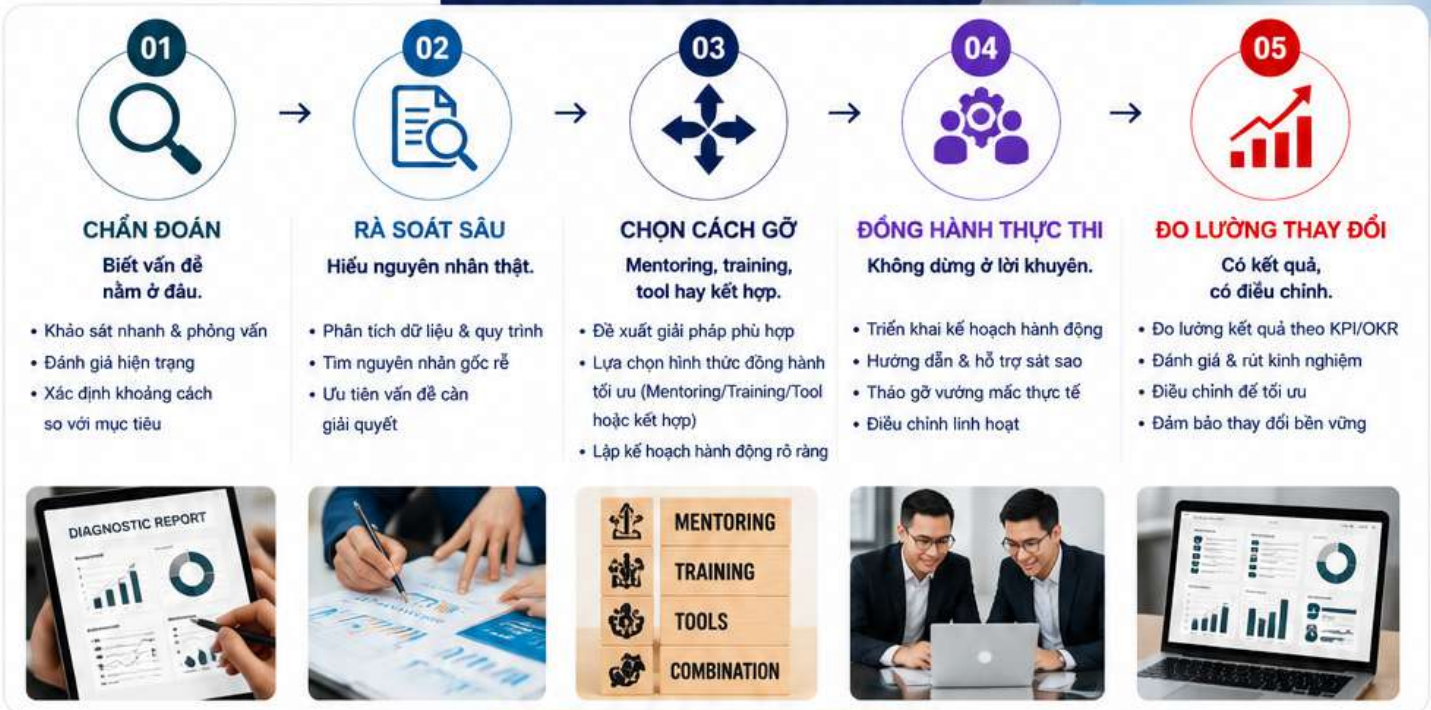 01
02
03
04
05
CHẨN ĐOÁN
Biết vấn đề
nằm ở đâu.
• Khảo sát nhanh & phỏng vấn
• Đánh giá hiện trạng
• Xác định khoảng cách
so với mục tiêu
RÀ SOÁT SÂU
Hiểu nguyên nhân thật.
• Phân tích dữ liệu & quy trình
• Tìm nguyên nhân gốc rễ
• Ưu tiên vấn đề cần
giải quyết
CHỌN CÁCH GỠ
Mentoring, training,
tool hay kết hợp.
• Đề xuất giải pháp phù hợp
• Lựa chọn hình thức đồng hành
tối ưu (Mentoring/Training/Tool
hoặc kết hợp)
• Lập kế hoạch hành động rõ ràng
ĐỒNG HÀNH THỰC THI
Không dừng ở lời khuyên.
• Triển khai kế hoạch hành động
• Hướng dẫn & hỗ trợ sát sao
• Tháo gỡ vướng mắc thực tế
• Điều chỉnh linh hoạt
ĐO LƯỜNG THAY ĐỔI
Có kết quả,
có điều chỉnh.
• Đo lường kết quả theo KPI/OKR
• Đánh giá & rút kinh nghiệm
• Điều chỉnh để tối ưu
• Đảm bảo thay đổi bền vững
DIAGNOSTIC REPORT
MENTORING
TRAINING
TOOLS
COMBINATION